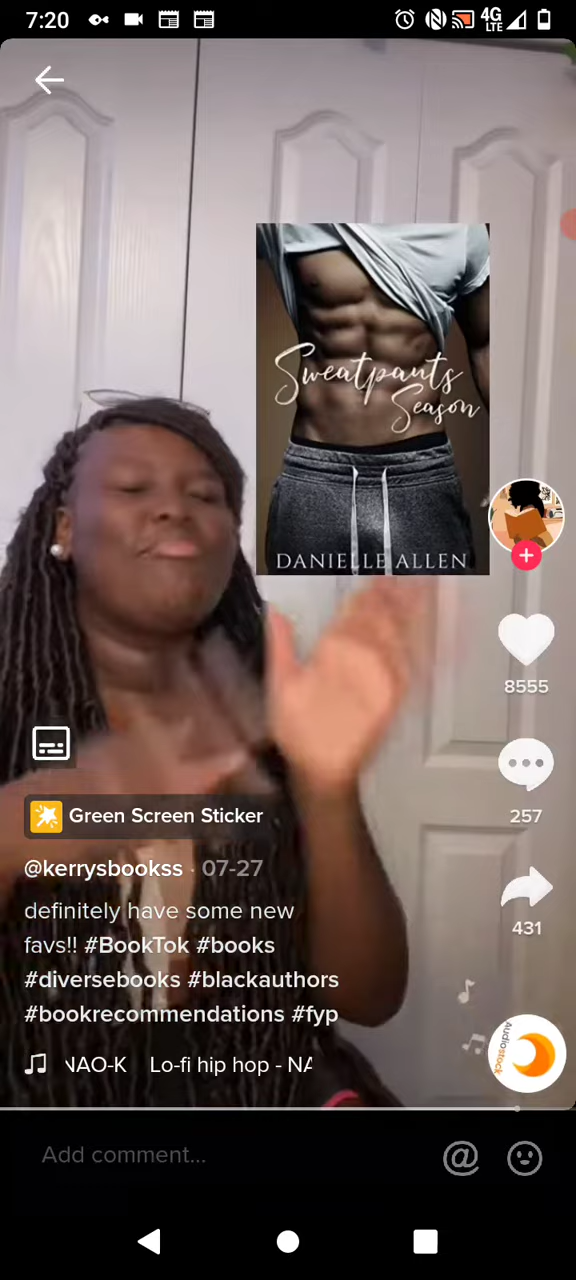 7:20
4G
LTE
Sweatpants
Season
DANIELLE ALLEN
8555
257
Green Screen Sticker
@kerrysbookss · 07-27
431
definitely have some new
favs!! #BookTok #books
#diversebooks #blackauthors
#bookrecommendations #fyp
NAO-K Lo-fi hip hop - NA
Audiostock
Add comment...
@